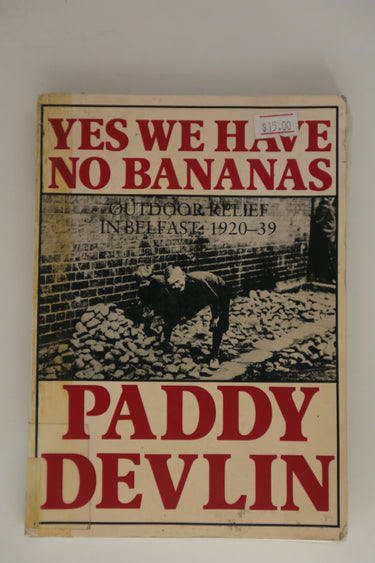 YES WE HAVE
$15.00
NO BANANAS
OUTDOOR RELIEF
IN BELFAST: 1920–39
PADDY
DEVLIN